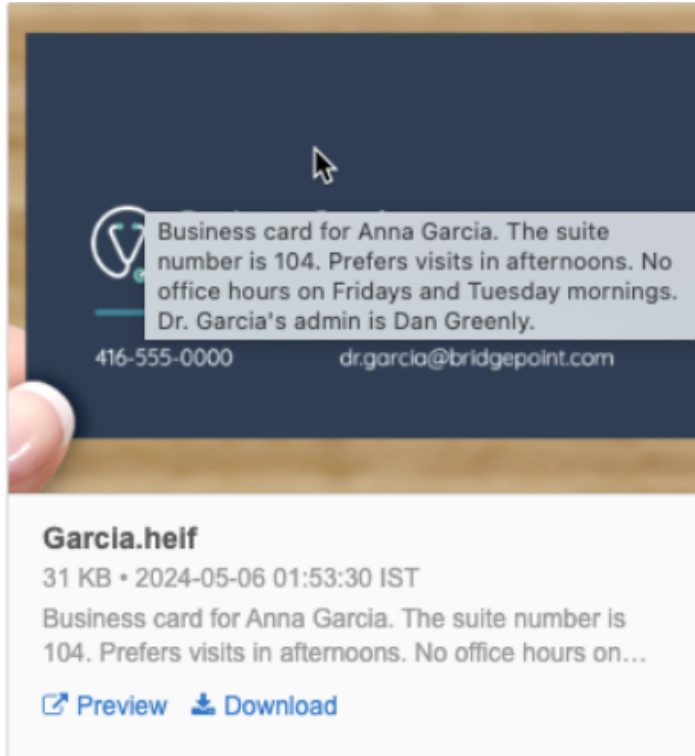 Business card for Anna Garcia. The suite
number is 104. Prefers visits in afternoons. No
office hours on Fridays and Tuesday mornings.
Dr. Garcia's admin is Dan Greenly.
416-555-0000 dr.garcia@bridgepoint.com
Garcia.heif
31 KB • 2024-05-06 01:53:30 IST
Business card for Anna Garcia. The suite number is
104. Prefers visits in afternoons. No office hours on...
Preview Download